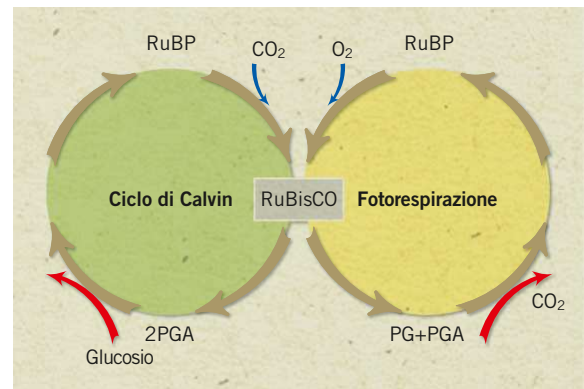 RuBP
CO₂
O₂
RuBP
Ciclo di Calvin
RuBisCO
Fotorespirazione
2PGA
Glucosio
PG+PGA
CO₂